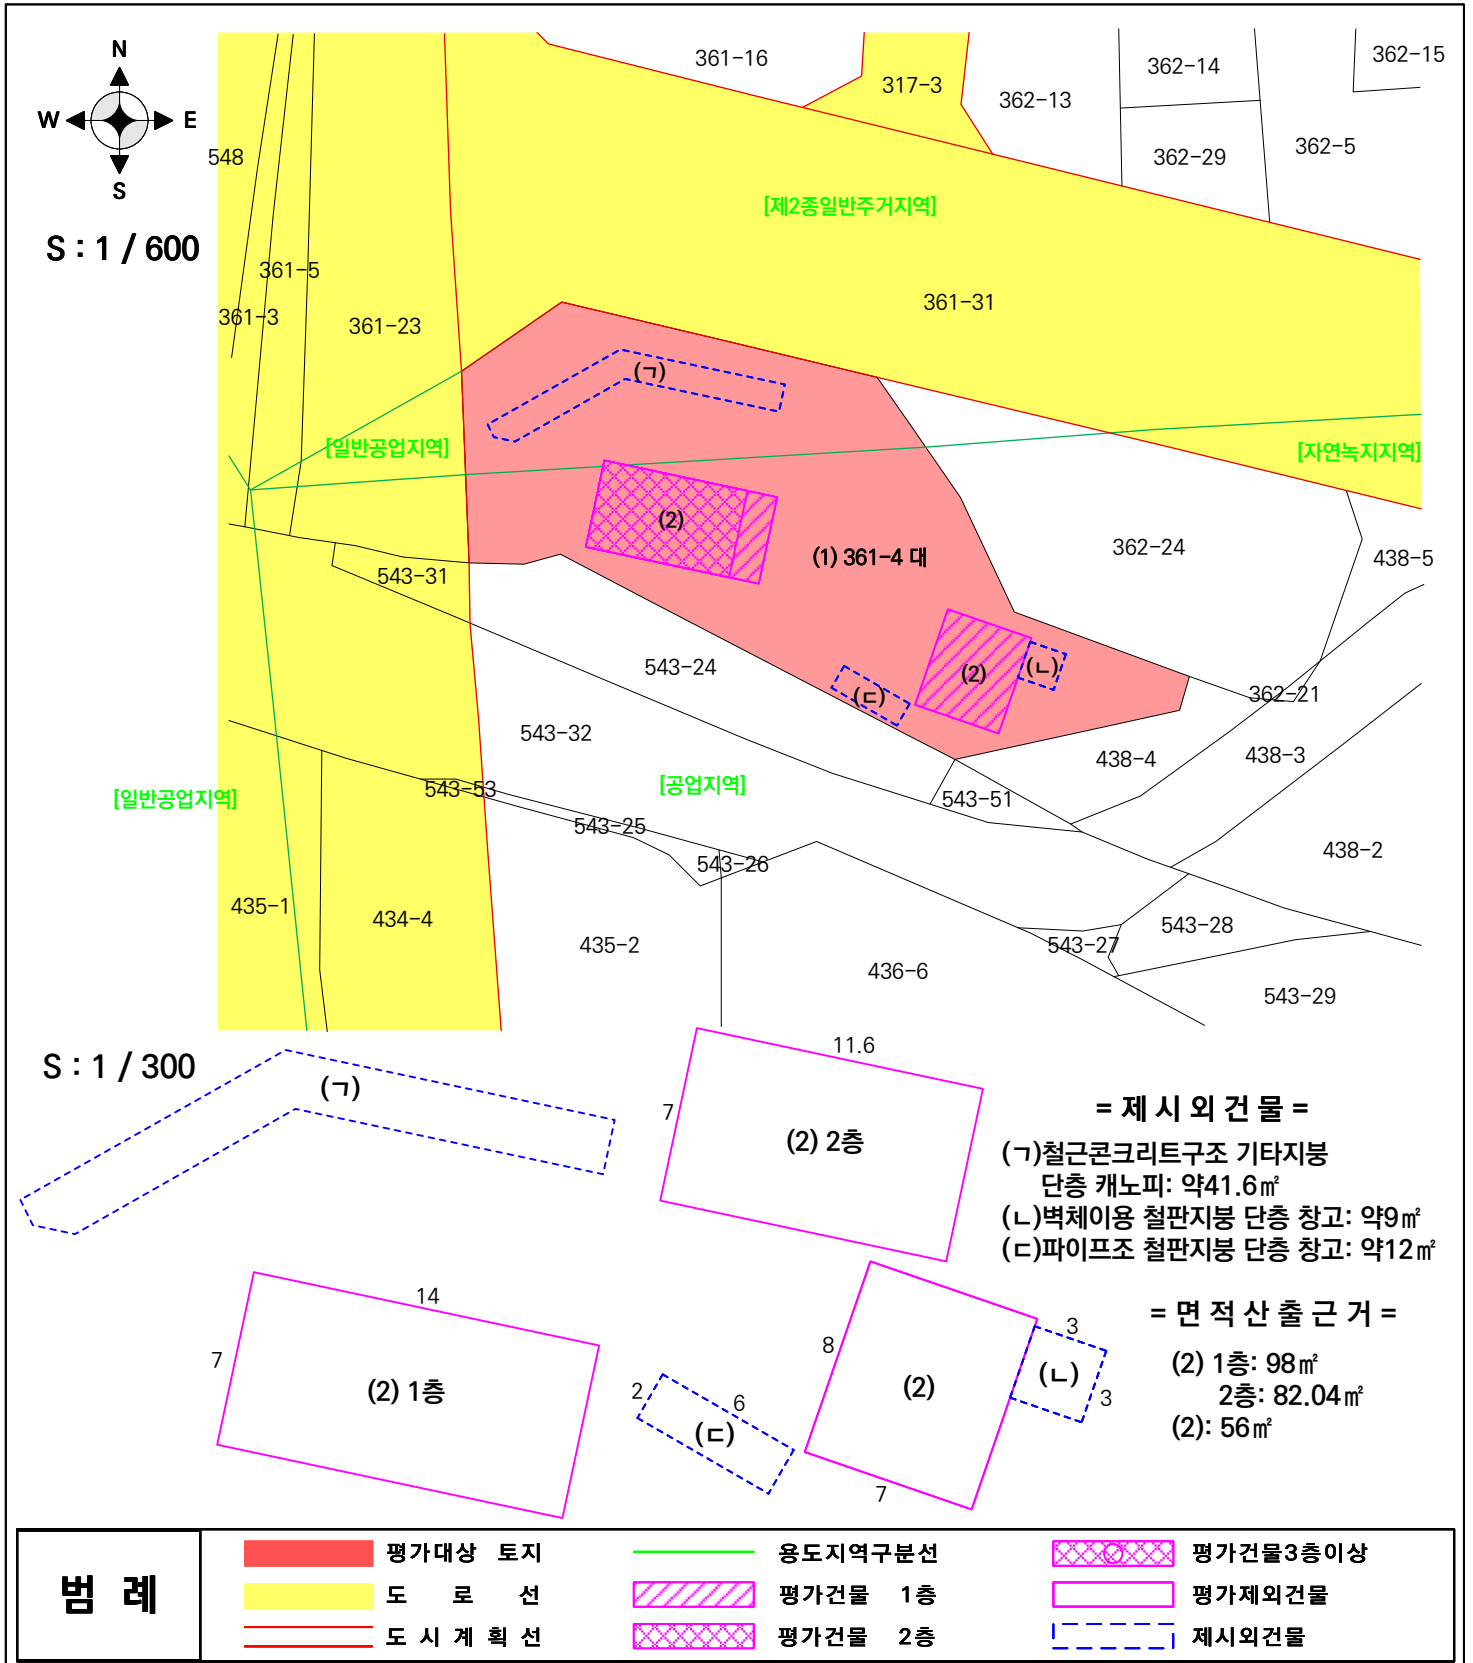 N
W E
S
S : 1 / 600
361-16
317-3
362-13
362-14
362-15
362-29
362-5
548
[제2종일반주거지역]
361-5
361-3
361-23
361-31
(ㄱ)
[일반공업지역]
[자연녹지지역]
(2)
(1) 361-4 대
362-24
438-5
543-31
543-24
(2)
(ㄴ)
(ㄷ)
362-21
543-32
438-4
438-3
[일반공업지역]
543-53
[공업지역]
543-51
543-25
543-26
438-2
435-1
434-4
435-2
436-6
543-27
543-28
543-29
S : 1 / 300
(ㄱ)
11.6
7
(2) 2층
= 제 시 외 건 물 =
(ㄱ)철근콘크리트구조 기타지붕
단층 캐노피: 약41.6㎡
(ㄴ)벽체이용 철판지붕 단층 창고: 약9㎡
(ㄷ)파이프조 철판지붕 단층 창고: 약12㎡
14
7
(2) 1층
2
6
(ㄷ)
8
(2)
7
3
(ㄴ)
3
= 면 적 산 출 근 거 =
(2) 1층: 98㎡
2층: 82.04㎡
(2): 56㎡
범 례
평가대상 토지
용도지역구분선
평가건물3층이상
도 로 선
평가건물 1층
평가제외건물
도 시 계 획 선
평가건물 2층
제시외건물